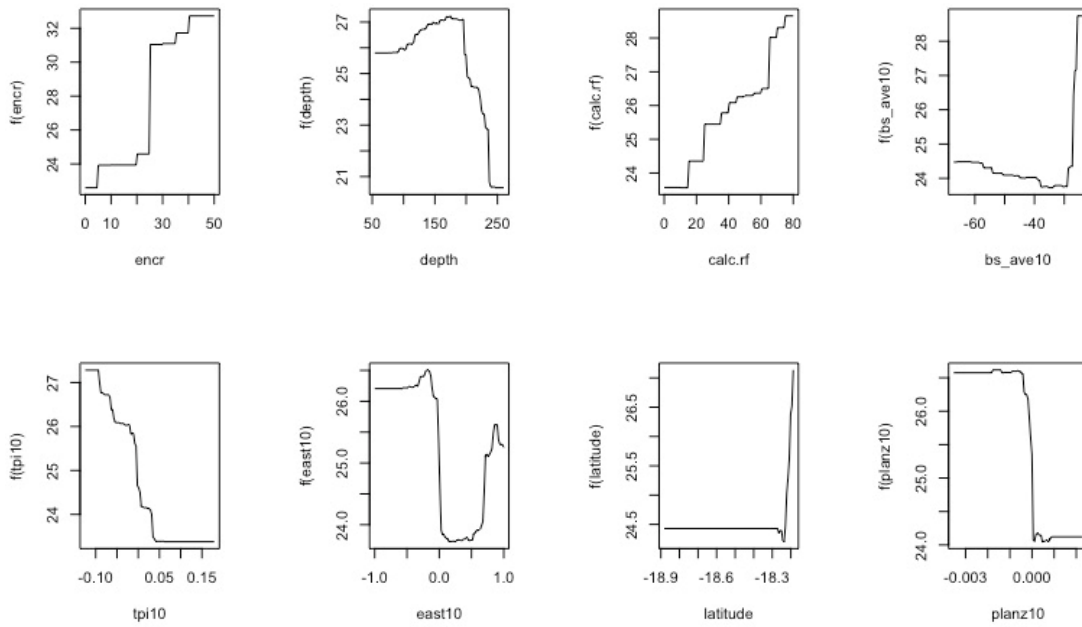 f(encr)
24 26 28 30 32
0 10 30 50
encr
f(depth)
21 23 25 27
50 150 250
depth
f(calc.rf)
24 25 26 27 28
0 20 40 60 80
calc.rf
f(bs_ave10)
24 25 26 27 28
-60 -40
bs_ave10
f(tpi10)
24 25 26 27
-0.10 0.05 0.15
tpi10
f(east10)
24.0 25.0 26.0
-1.0 0.0 1.0
east10
f(latitude)
24.5 25.5 26.5
-18.9 -18.6 -18.3
latitude
f(planz10)
24.0 25.0 26.0
-0.003 0.000
planz10